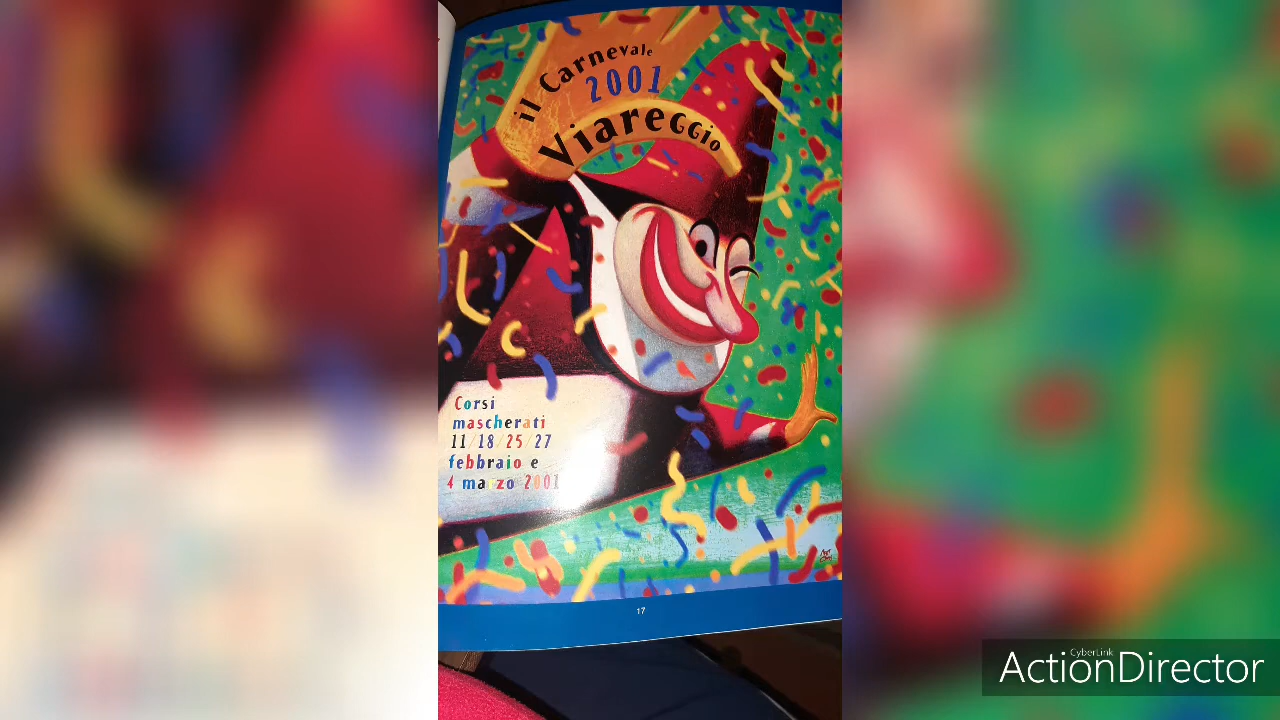 il Carnevale
2001
Viareggio
Corsi
mascherati
11/18/25/27
febbraio e
4 marzo 2001
17
CyberLink
ActionDirector